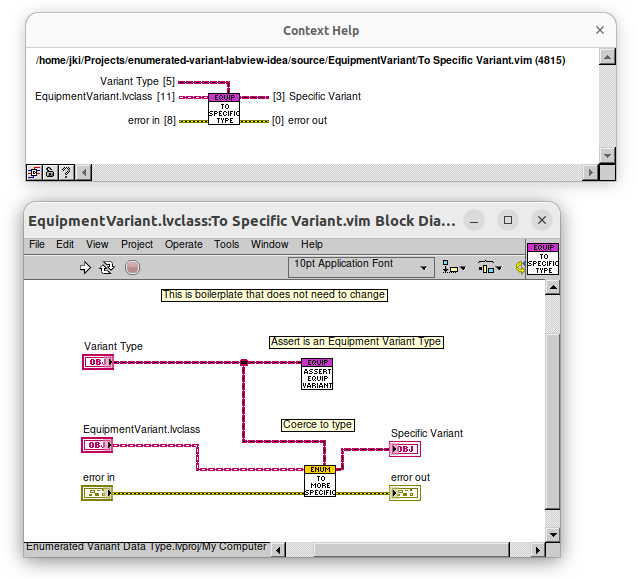 Context Help
/home/jki/Projects/enumerated-variant-labview-idea/source/EquipmentVariant/To Specific Variant.vim (4815)
Variant Type [5]
EquipmentVariant.lvclass [11]
[3] Specific Variant
error in [8]
[0] error out
EQUIP
TO
SPECIFIC
TYPE
?
EquipmentVariant.lvclass:To Specific Variant.vim Block Dia...
File Edit View Project Operate Tools Window Help
10pt Application Font
EQUIP
TO
SPECIFIC
TYPE
This is boilerplate that does not need to change
Assert is an Equipment Variant Type
Variant Type
OBJ
EQUIP
ASSERT
EQUIP
VARIANT
Coerce to type
EquipmentVariant.lvclass
OBJ
Specific Variant
OBJ
ENUM
TO
MORE
SPECIFIC
error in
error out
Enumerated Variant Data Type.lvproj/My Computer